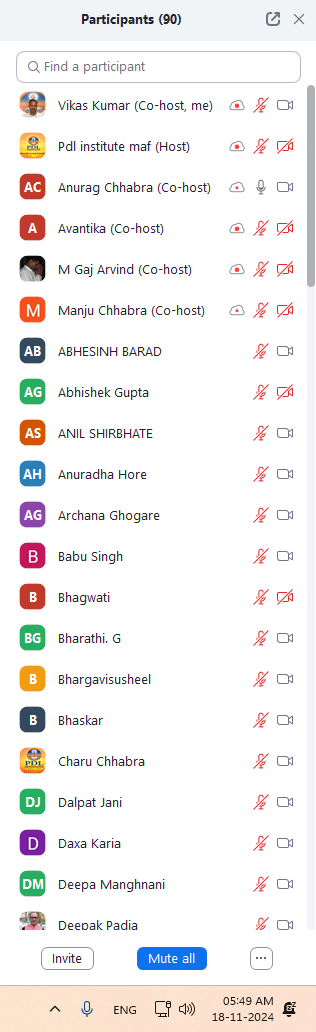 Participants (90)
Find a participant
Vikas Kumar (Co-host, me)
PDL Pdl institute maf (Host)
AC Anurag Chhabra (Co-host)
A Avantika (Co-host)
M Gaj Arvind (Co-host)
M Manju Chhabra (Co-host)
AB ABHESINH BARAD
AG Abhishek Gupta
AS ANIL SHIRBHATE
AH Anuradha Hore
AG Archana Ghogare
B Babu Singh
B Bhagwati
BG Bharathi. G
B Bhargavisusheel
B Bhaskar
PDL Charu Chhabra
DJ Dalpat Jani
D Daxa Karia
DM Deepa Manghnani
Deepak Padia
Invite
Mute all
ENG
05:49 AM
18-11-2024